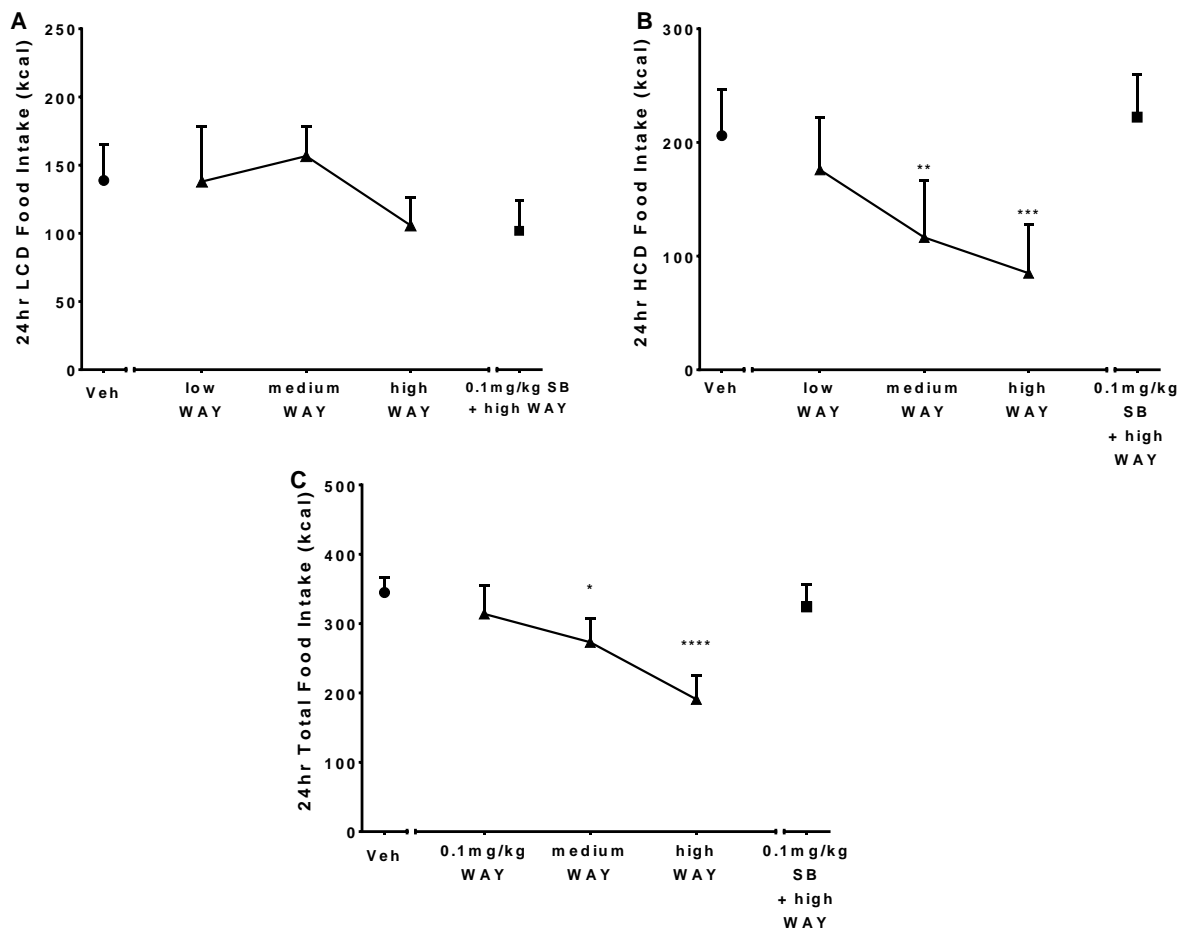 A
24hr LCD Food Intake (kcal)
250
200
150
100
50
0
Veh
low
WAY
medium
WAY
high
WAY
0.1mg/kg SB
+ high WAY
B
24hr HCD Food Intake (kcal)
300
200
100
0
**
***
Veh
low
WAY
medium
WAY
high
WAY
0.1mg/kg
SB
+ high
WAY
C
24hr Total Food Intake (kcal)
500
400
300
200
100
0
*
****
Veh
0.1mg/kg
WAY
medium
WAY
high
WAY
0.1mg/kg
SB
+ high
WAY